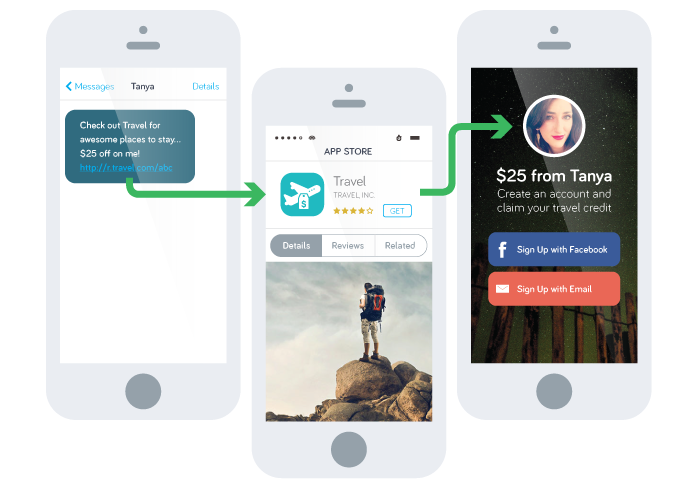 Messages
Tanya
Details
Check out Travel for
awesome places to stay...
$25 off on me!
http://r.travel.com/abc
APP STORE
Travel
TRAVEL, INC.
GET
Details
Reviews
Related
$
$25 from Tanya
Create an account and
claim your travel credit
f
Sign Up with Facebook
Sign Up with Email